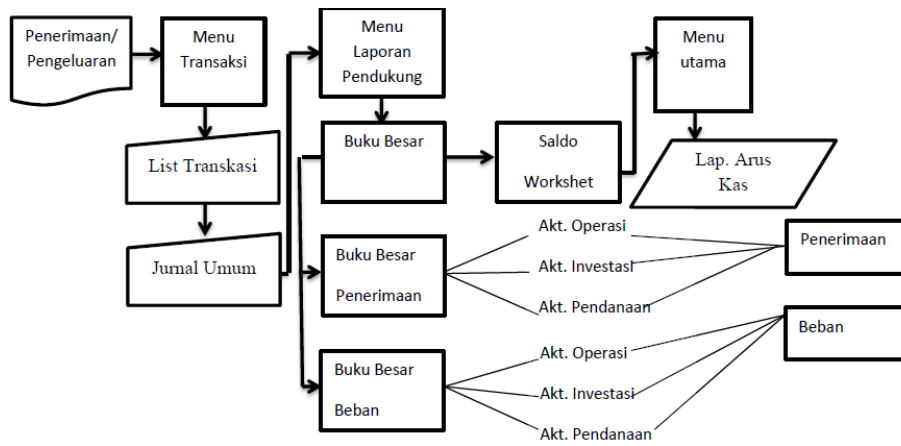 Penerimaan/
Pengeluaran
Menu
Transaksi
Menu
Laporan
Pendukung
Menu
utama
List Transkasi
Buku Besar
Saldo
Workshet
Lap. Arus
Kas
Jurnal Umum
Buku Besar
Penerimaan
Akt. Operasi
Akt. Investasi
Akt. Pendanaan
Penerimaan
Buku Besar
Beban
Akt. Operasi
Akt. Investasi
Akt. Pendanaan
Beban